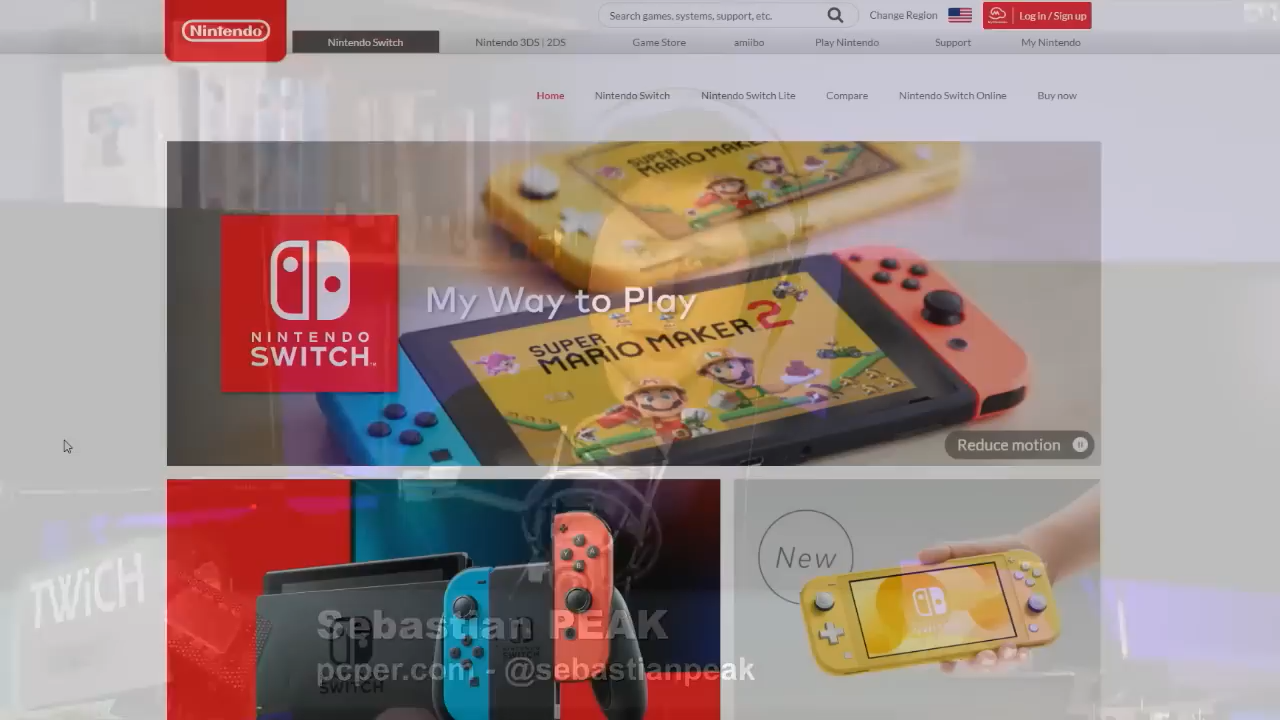 Nintendo
Search games, systems, support, etc.
Change Region
Log in / Sign up
Nintendo Switch
Nintendo 3DS | 2DS
Game Store
amiibo
Play Nintendo
Support
My Nintendo
Home
Nintendo Switch
Nintendo Switch Lite
Compare
Nintendo Switch Online
Buy now
SUPER
MARIO MAKE
NINTENDO
SWITCH
My Way to Play
SUPER
MARIO MAKER 2
Reduce motion
New
TWiCH
Sebastian PEAK
pcper.com - @sebastianpeak
SWITCH